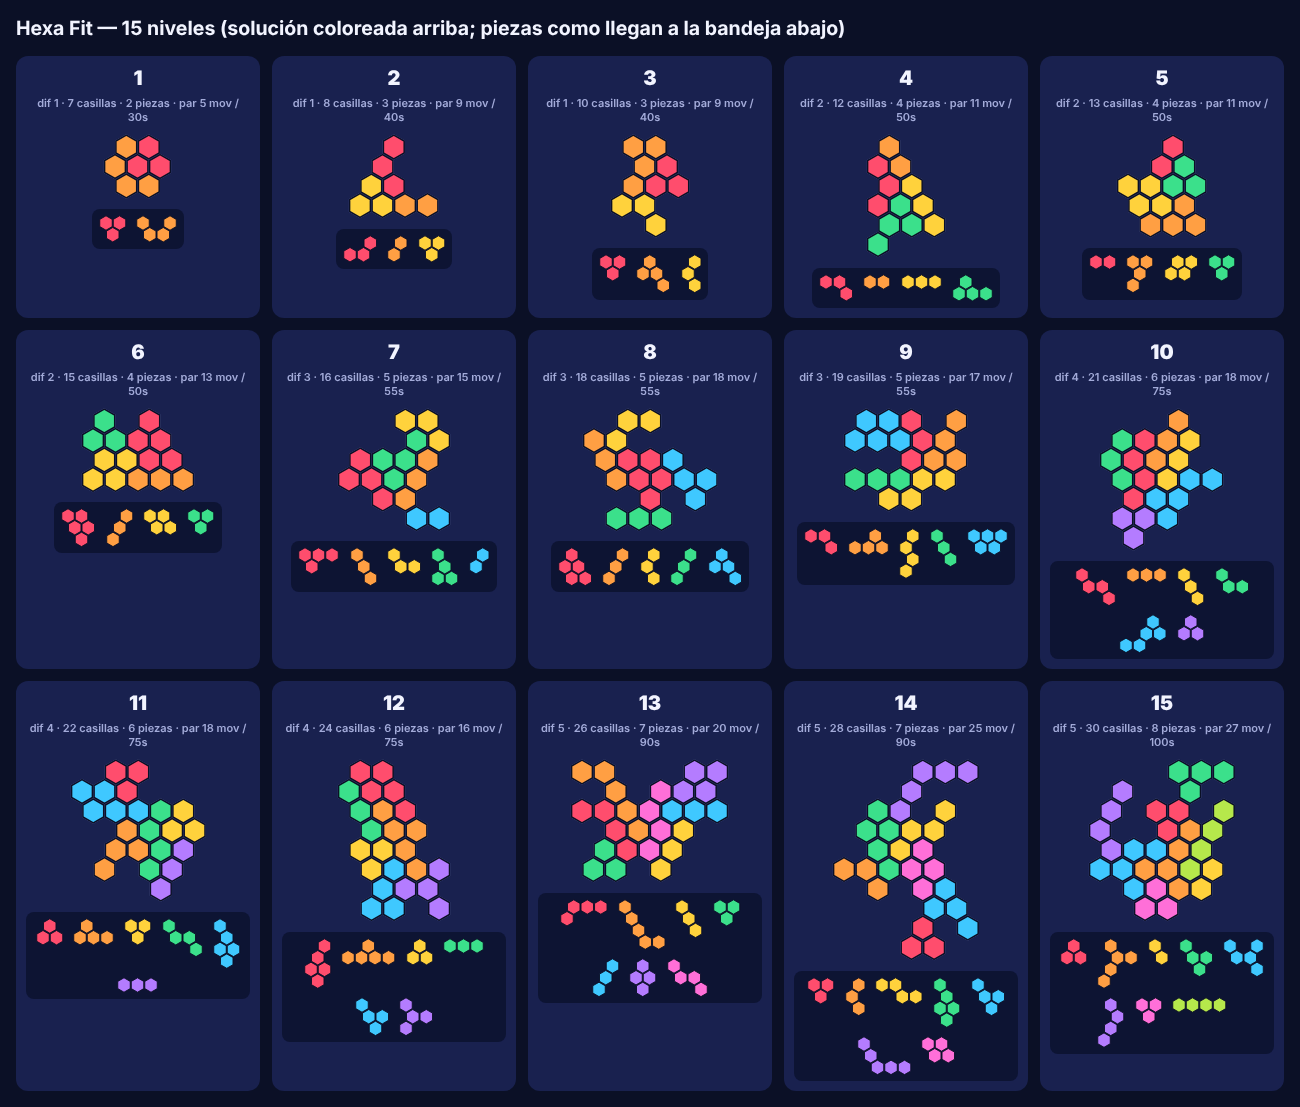 Hexa Fit — 15 niveles (solución coloreada arriba; piezas como llegan a la bandeja abajo)
1
dif 1 · 7 casillas · 2 piezas · par 5 mov /
30s
2
dif 1 · 8 casillas · 3 piezas · par 9 mov /
40s
3
dif 1 · 10 casillas · 3 piezas · par 9 mov /
40s
4
dif 2 · 12 casillas · 4 piezas · par 11 mov /
50s
5
dif 2 · 13 casillas · 4 piezas · par 11 mov /
50s
6
dif 2 · 15 casillas · 4 piezas · par 13 mov /
50s
7
dif 3 · 16 casillas · 5 piezas · par 15 mov /
55s
8
dif 3 · 18 casillas · 5 piezas · par 18 mov /
55s
9
dif 3 · 19 casillas · 5 piezas · par 17 mov /
55s
10
dif 4 · 21 casillas · 6 piezas · par 18 mov /
75s
11
dif 4 · 22 casillas · 6 piezas · par 18 mov /
75s
12
dif 4 · 24 casillas · 6 piezas · par 16 mov /
75s
13
dif 5 · 26 casillas · 7 piezas · par 20 mov /
90s
14
dif 5 · 28 casillas · 7 piezas · par 25 mov /
90s
15
dif 5 · 30 casillas · 8 piezas · par 27 mov /
100s